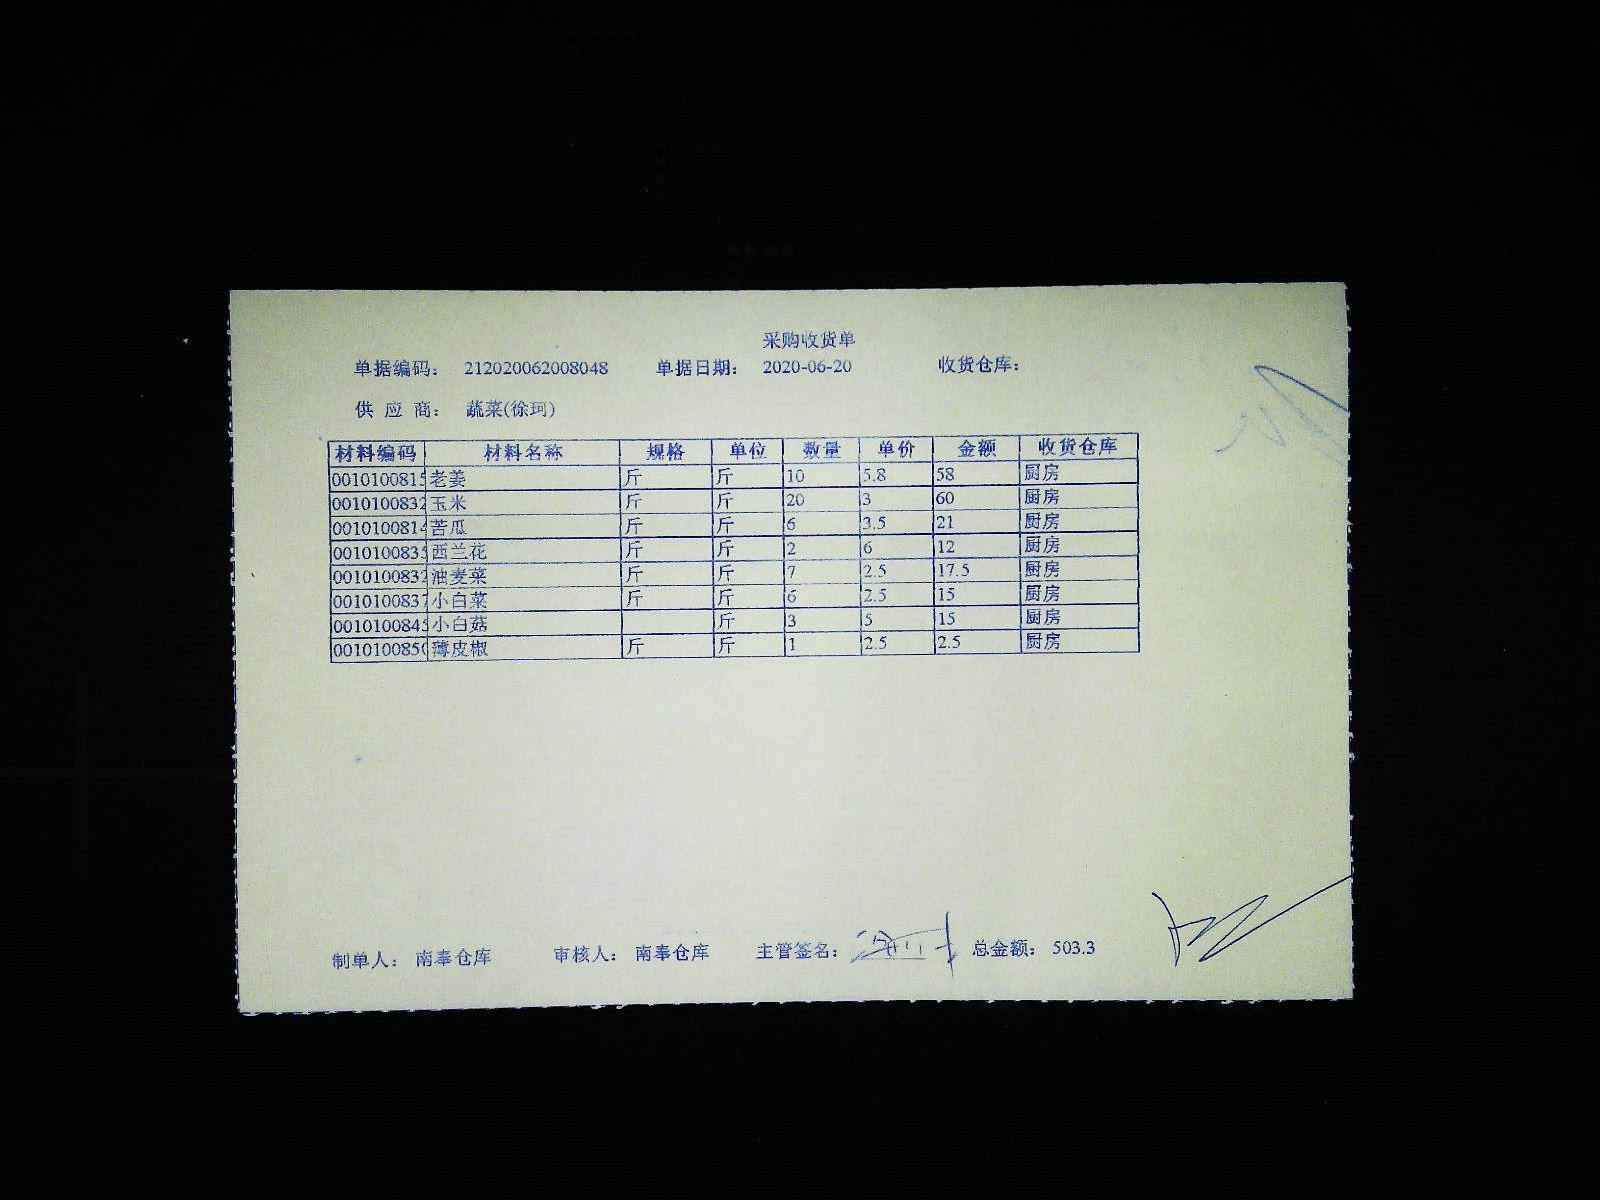 采购收货单
单据编码: 212020062008048 单据日期: 2020-06-20 收货仓库:
供 应 商: 蔬菜(徐珂)
材料编码 材料名称 规格 单位 数量 单价 金额 收货仓库
0010100815 老姜 斤 斤 10 5.8 58 厨房
0010100832 玉米 斤 斤 20 3 60 厨房
0010100814 苦瓜 斤 斤 6 3.5 21 厨房
0010100835 西兰花 斤 斤 2 6 12 厨房
0010100832 油麦菜 斤 斤 7 2.5 17.5 厨房
0010100837 小白菜 斤 斤 6 2.5 15 厨房
0010100845 小白菇 斤 3 5 15 厨房
001010085 薄皮椒 斤 斤 1 2.5 2.5 厨房
制单人: 南奉仓库 审核人: 南奉仓库 主管签名: 总金额: 503.3